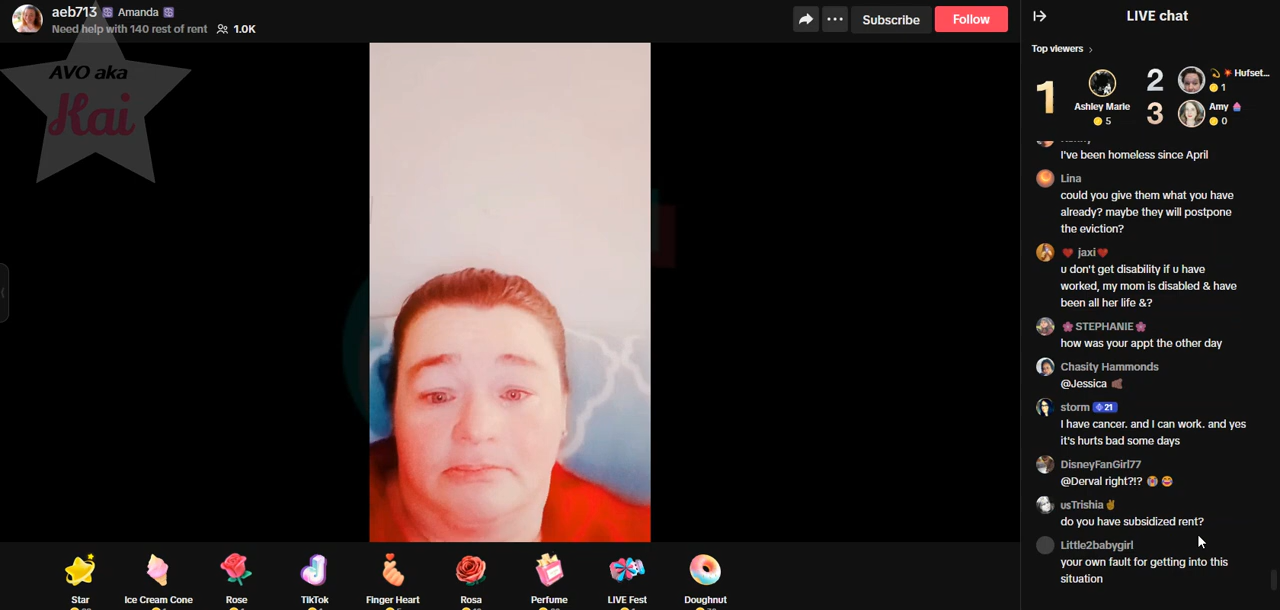 aeb713 Amanda
Need help with 140 rest of rent 1.0K
Subscribe
Follow
AVO aka
Kai
LIVE chat
Top viewers
1
Ashley Marie
5
2
Hufset...
1
3
Amy
0
I've been homeless since April
Lina
could you give them what you have
already? maybe they will postpone
the eviction?
jaxi
u don't get disability if u have
worked, my mom is disabled & have
been all her life &?
STEPHANIE
how was your appt the other day
Chasity Hammonds
@Jessica
storm 21
I have cancer. and I can work. and yes
it's hurts bad some days
DisneyFanGirl77
@Derval right?!?
usTrishia
do you have subsidized rent?
Little2babygirl
your own fault for getting into this
situation
Star
Ice Cream Cone
Rose
TikTok
Finger Heart
Rosa
Perfume
LIVE Fest
Doughnut